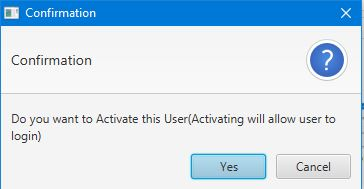 Confirmation
Confirmation
Do you want to Activate this User(Activating will allow user to
login)
Yes
Cancel